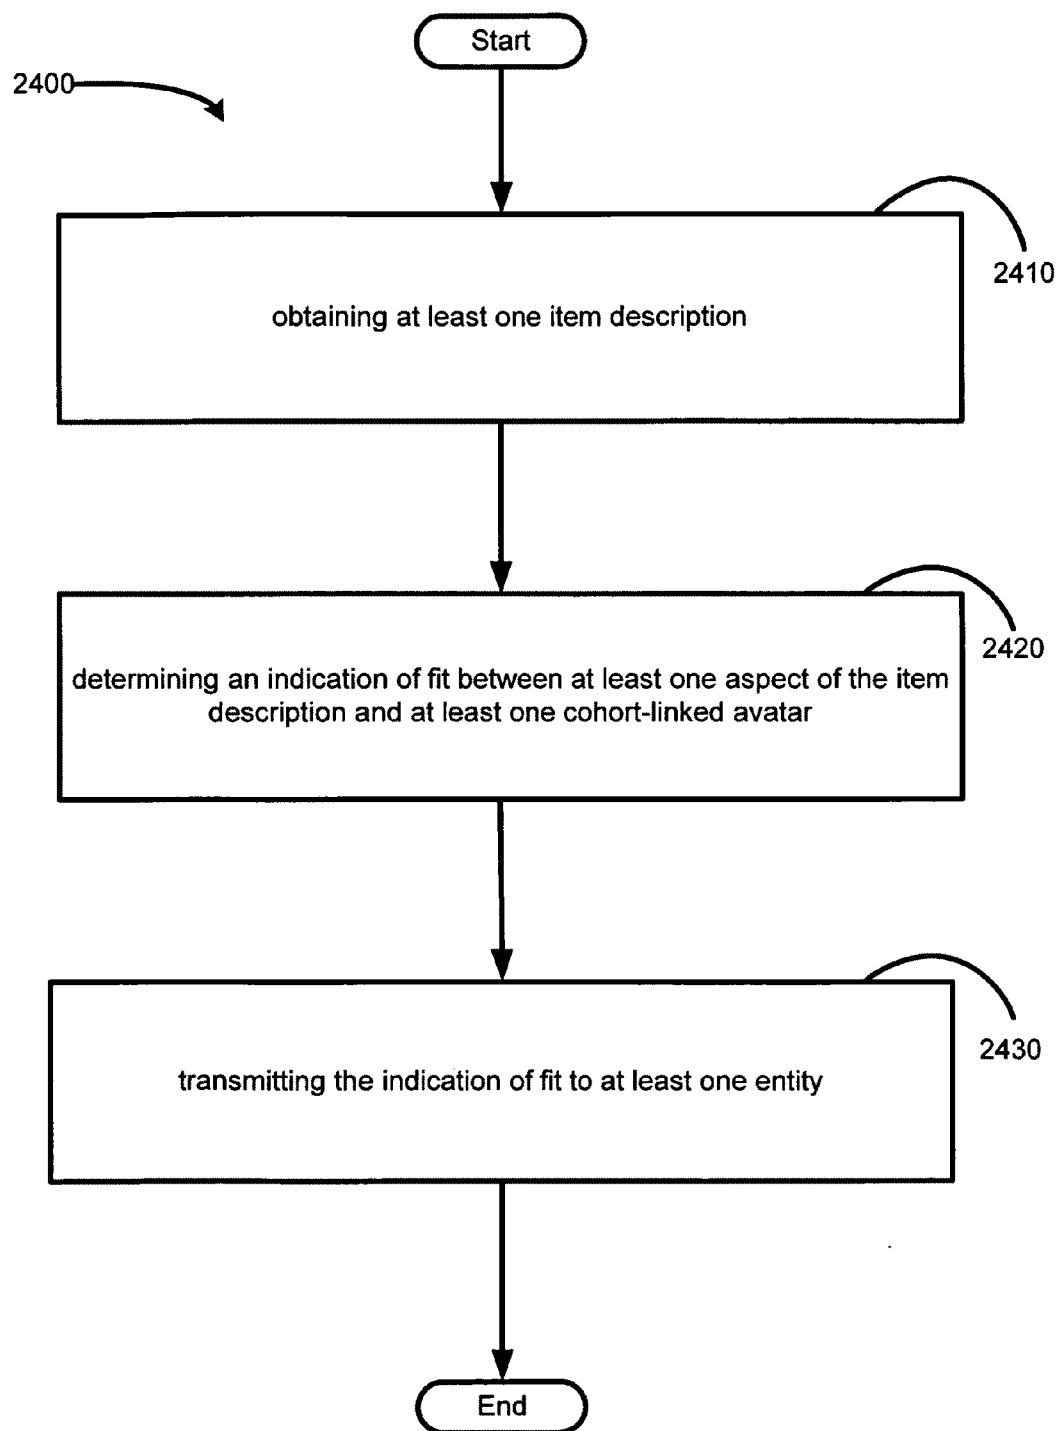 Start
2400
2410
obtaining at least one item description
2420
determining an indication of fit between at least one aspect of the item
description and at least one cohort-linked avatar
2430
transmitting the indication of fit to at least one entity
End